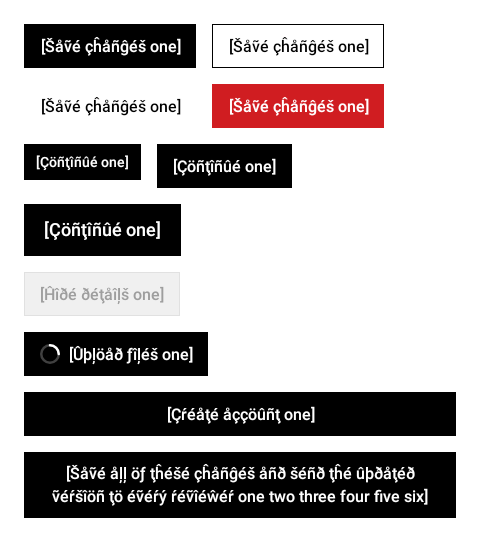 [Šåṽé çĥåñĝéš one]
[Šåṽé çĥåñĝéš one]
[Šåṽé çĥåñĝéš one]
[Šåṽé çĥåñĝéš one]
[Çöñţîñûé one]
[Çöñţîñûé one]
[Çöñţîñûé one]
[Ĥîðé ðéţåîļš one]
[Ûþļöåð ƒîļéš one]
[Çŕéåţé åççöûñţ one]
[Šåṽé åļļ öƒ ţĥéšé çĥåñĝéš åñð šéñð ţĥé ûþðåţéð
ṽéŕšîöñ ţö éṽéŕý ŕéṽîéŵéŕ one two three four five six]